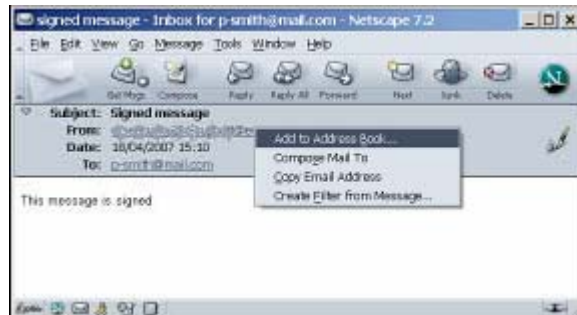 signed message - Inbox for p-smith@mail.com - Netscape 7.2
File Edit View Go Message Tools Window Help
Get Msgs Compose Reply Reply All Forward Next Junk Delete
Subject: Signed message
From:
Add to Address Book...
Date: 18/04/2007 15:10
Compose Mail To
To: p-smith@mail.com
Copy Email Address
Create Filter from Message...
This message is signed